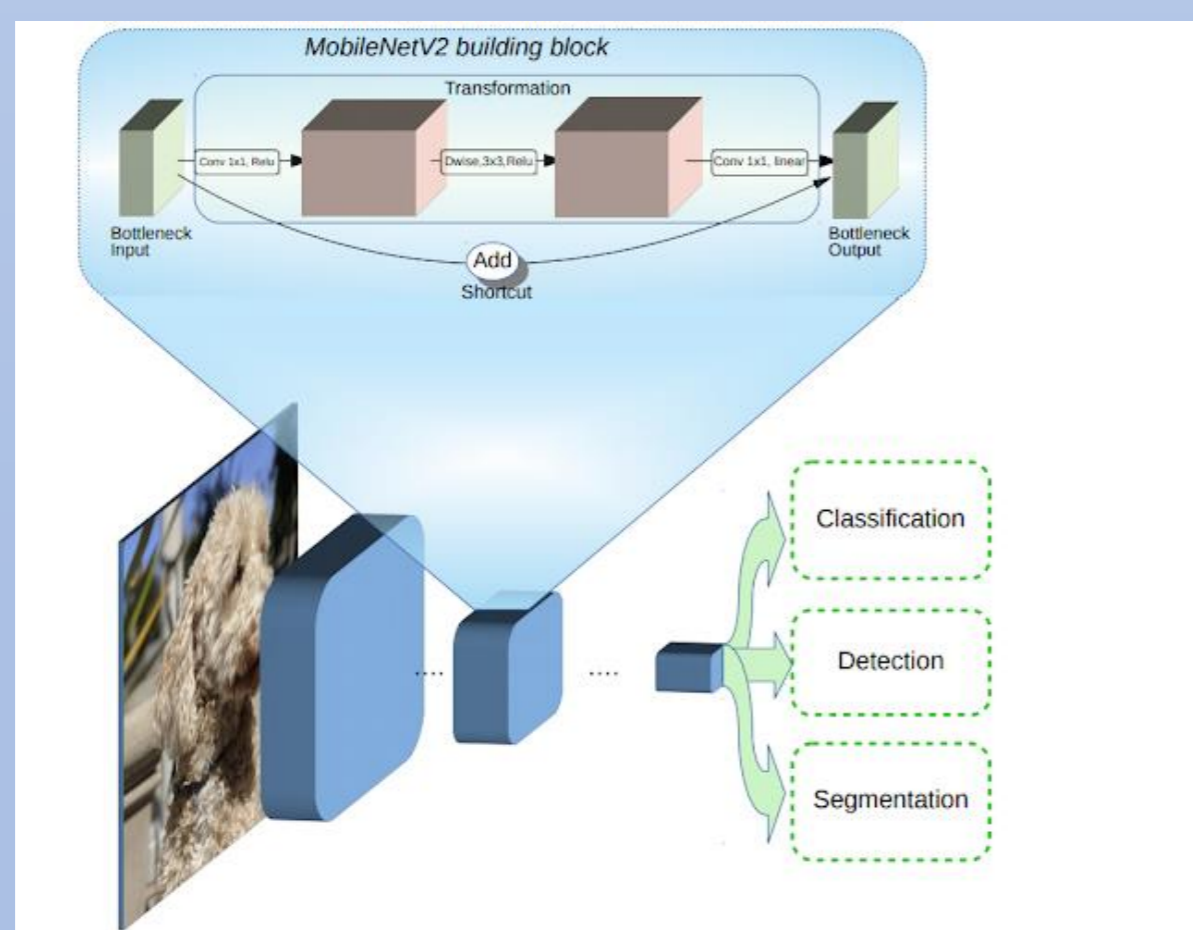 MobileNetV2 building block
Transformation
Conv 1x1, Relu
Dwise,3x3,Relu
Conv 1x1, linear
Bottleneck
Input
Bottleneck
Output
Add
Shortcut
Classification
Detection
Segmentation